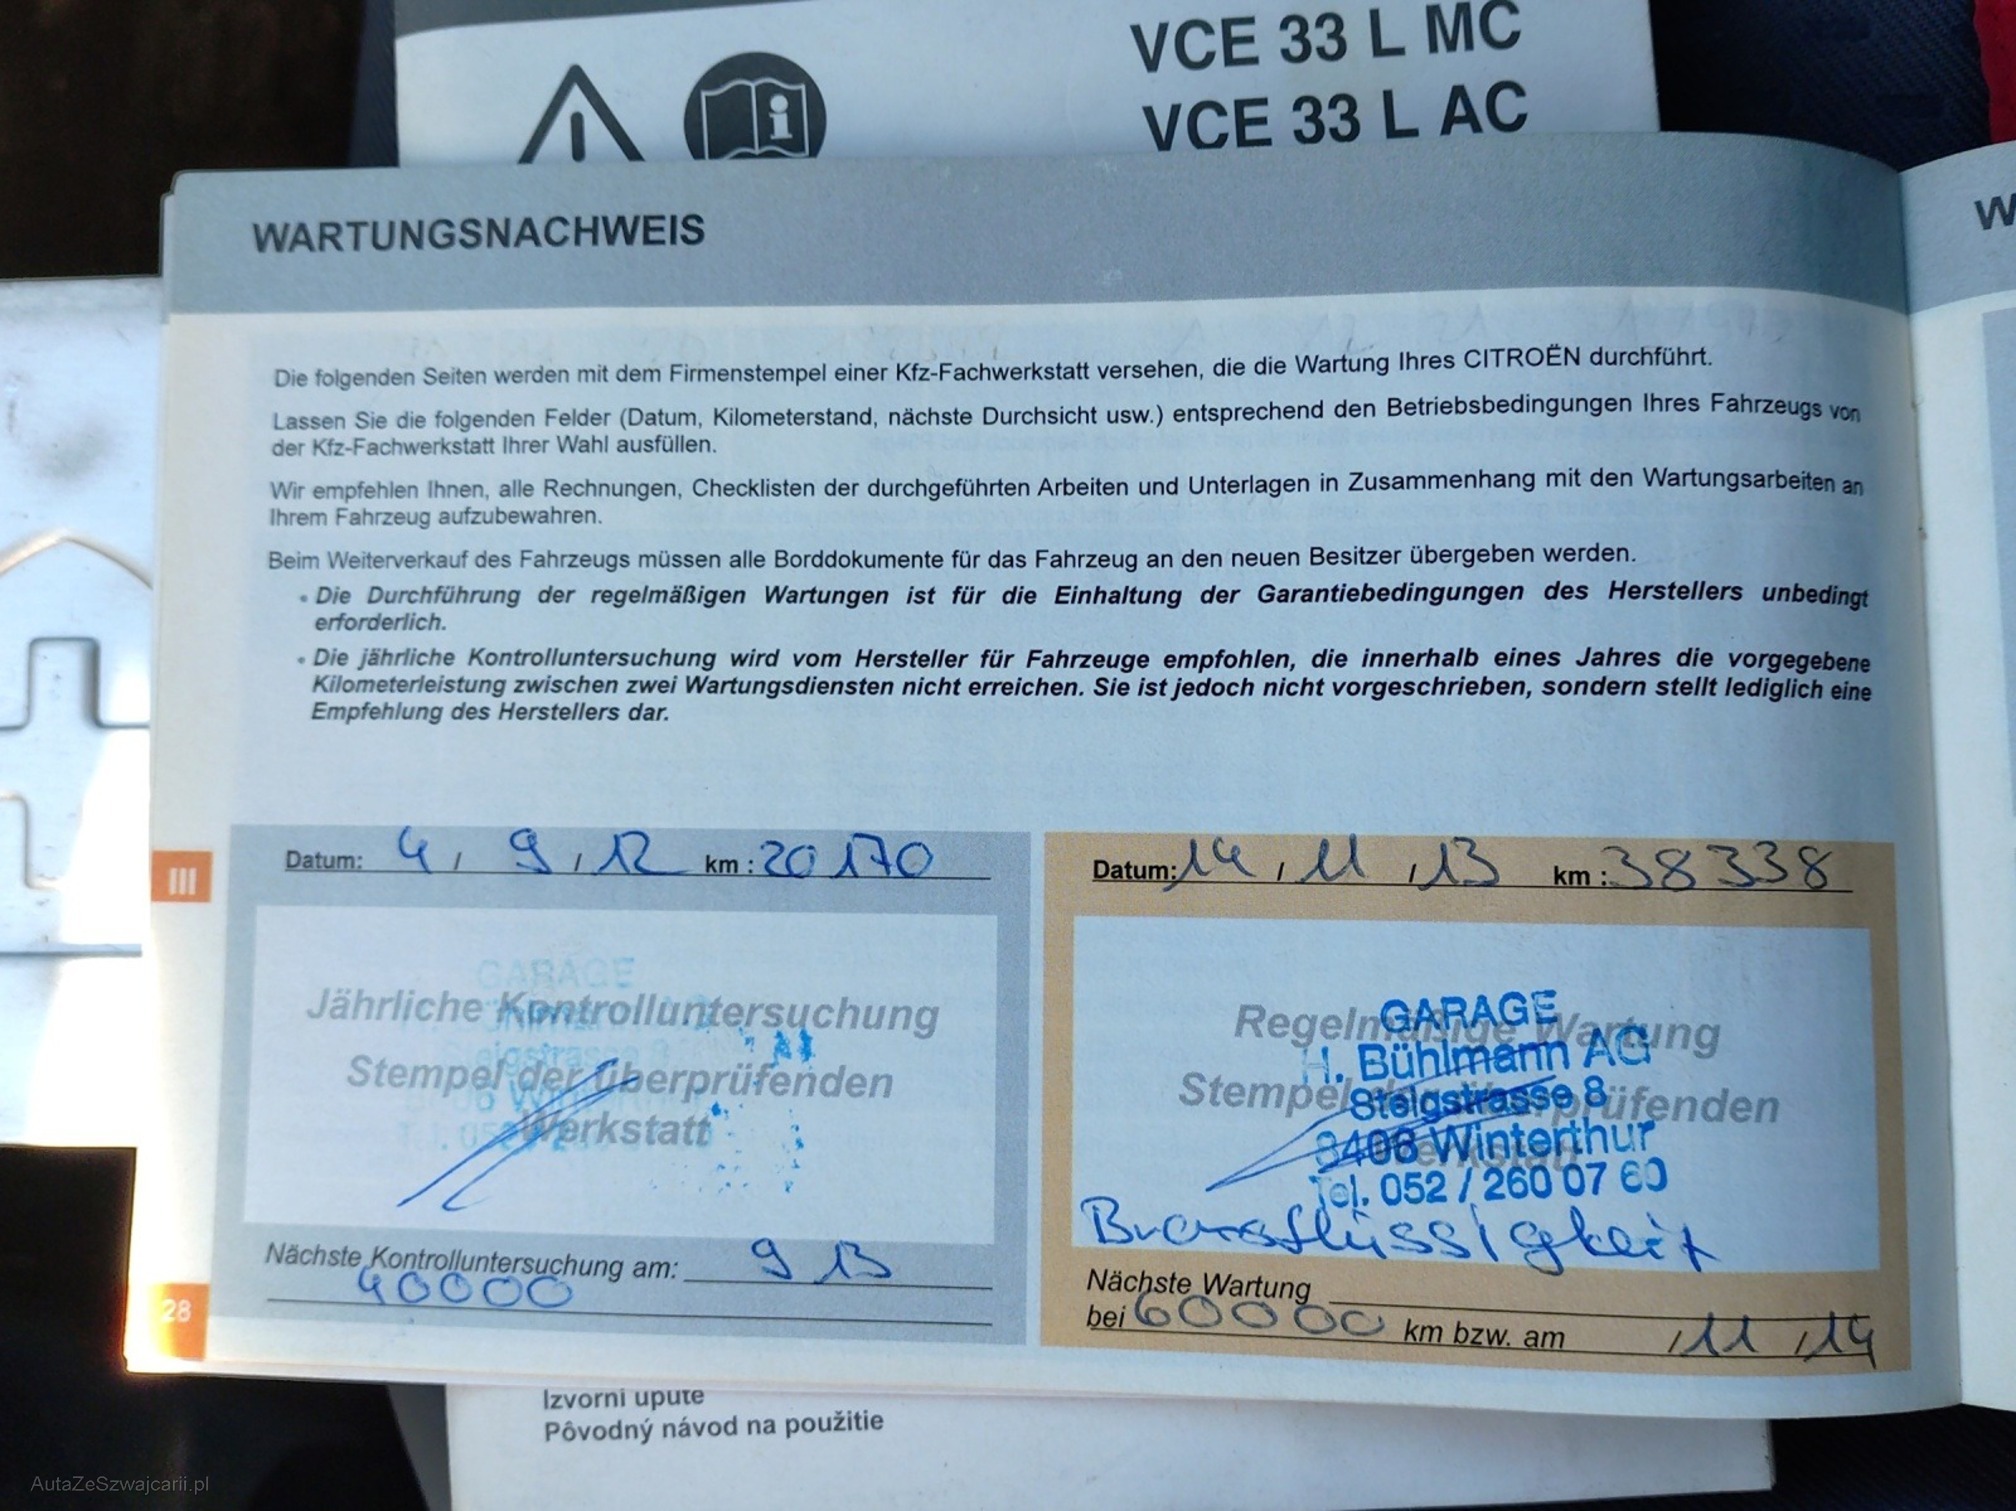 VCE 33 L MC
VCE 33 L AC
WARTUNGSNACHWEIS
W
Die folgenden Seiten werden mit dem Firmenstempel einer Kfz-Fachwerkstatt versehen, die die Wartung Ihres CITROËN durchführt.
Lassen Sie die folgenden Felder (Datum, Kilometerstand, nächste Durchsicht usw.) entsprechend den Betriebsbedingungen Ihres Fahrzeugs von
der Kfz-Fachwerkstatt Ihrer Wahl ausfüllen.
Wir empfehlen Ihnen, alle Rechnungen, Checklisten der durchgeführten Arbeiten und Unterlagen in Zusammenhang mit den Wartungsarbeiten an
Ihrem Fahrzeug aufzubewahren.
Beim Weiterverkauf des Fahrzeugs müssen alle Borddokumente für das Fahrzeug an den neuen Besitzer übergeben werden.
• Die Durchführung der regelmäßigen Wartungen ist für die Einhaltung der Garantiebedingungen des Herstellers unbedingt
erforderlich.
• Die jährliche Kontrolluntersuchung wird vom Hersteller für Fahrzeuge empfohlen, die innerhalb eines Jahres die vorgegebene
Kilometerleistung zwischen zwei Wartungsdiensten nicht erreichen. Sie ist jedoch nicht vorgeschrieben, sondern stellt lediglich eine
Empfehlung des Herstellers dar.
III
Datum: 4 / 9 / 12 km : 20170
GARAGE
Jährliche Kontrolluntersuchung
Stempel der überprüfenden
Werkstatt
Nächste Kontrolluntersuchung am: 9 13
40000
28
Datum: 14 / 11 / 13 km : 38338
Regelmäßige Wartung
Stempel der überprüfenden
Werkstatt
GARAGE
H. Bühlmann AG
Steigstrasse 8
8406 Winterthur
Tel. 052 / 260 07 60
Bremsflüssigkeit
Nächste Wartung
bei 60000 km bzw. am / 11 / 14
Izvorni upute
Pôvodný návod na použitie
AutaZeSzwajcarii.pl